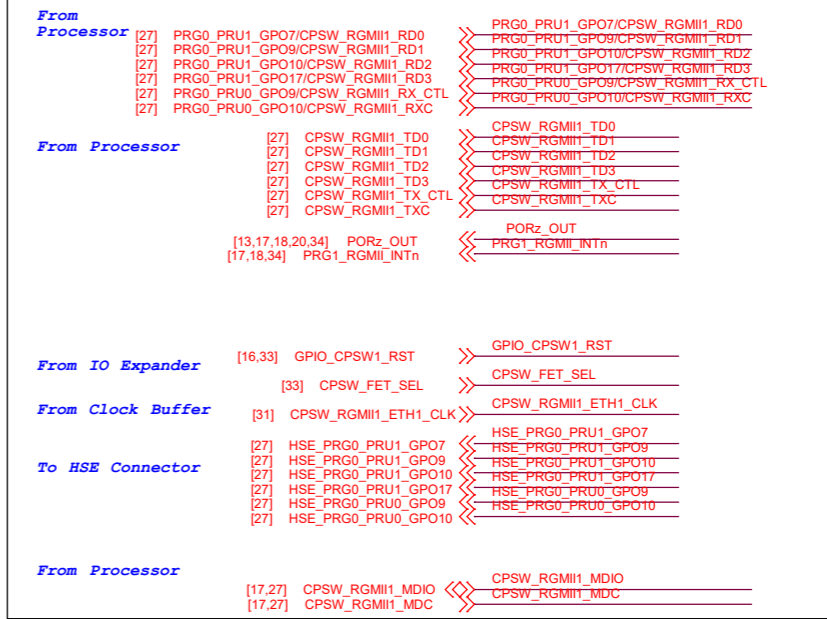 From
Processor
[27] PRG0_PRU1_GPO7/CPSW_RGMII1_RD0 PRG0_PRU1_GPO7/CPSW_RGMII1_RD0
[27] PRG0_PRU1_GPO9/CPSW_RGMII1_RD1 PRG0_PRU1_GPO9/CPSW_RGMII1_RD1
[27] PRG0_PRU1_GPO10/CPSW_RGMII1_RD2 PRG0_PRU1_GPO10/CPSW_RGMII1_RD2
[27] PRG0_PRU1_GPO17/CPSW_RGMII1_RD3 PRG0_PRU1_GPO17/CPSW_RGMII1_RD3
[27] PRG0_PRU0_GPO9/CPSW_RGMII1_RX_CTL PRG0_PRU0_GPO9/CPSW_RGMII1_RX_CTL
[27] PRG0_PRU0_GPO10/CPSW_RGMII1_RXC PRG0_PRU0_GPO10/CPSW_RGMII1_RXC
From Processor
[27] CPSW_RGMII1_TD0 CPSW_RGMII1_TD0
[27] CPSW_RGMII1_TD1 CPSW_RGMII1_TD1
[27] CPSW_RGMII1_TD2 CPSW_RGMII1_TD2
[27] CPSW_RGMII1_TD3 CPSW_RGMII1_TD3
[27] CPSW_RGMII1_TX_CTL CPSW_RGMII1_TX_CTL
[27] CPSW_RGMII1_TXC CPSW_RGMII1_TXC
[13,17,18,20,34] PORz_OUT PORz_OUT
[17,18,34] PRG1_RGMII_INTn PRG1_RGMII_INTn
From IO Expander
[16,33] GPIO_CPSW1_RST GPIO_CPSW1_RST
[33] CPSW_FET_SEL CPSW_FET_SEL
From Clock Buffer
[31] CPSW_RGMII1_ETH1_CLK CPSW_RGMII1_ETH1_CLK
To HSE Connector
[27] HSE_PRG0_PRU1_GPO7 HSE_PRG0_PRU1_GPO7
[27] HSE_PRG0_PRU1_GPO9 HSE_PRG0_PRU1_GPO9
[27] HSE_PRG0_PRU1_GPO10 HSE_PRG0_PRU1_GPO10
[27] HSE_PRG0_PRU1_GPO17 HSE_PRG0_PRU1_GPO17
[27] HSE_PRG0_PRU0_GPO9 HSE_PRG0_PRU0_GPO9
[27] HSE_PRG0_PRU0_GPO10 HSE_PRG0_PRU0_GPO10
From Processor
[17,27] CPSW_RGMII1_MDIO CPSW_RGMII1_MDIO
[17,27] CPSW_RGMII1_MDC CPSW_RGMII1_MDC